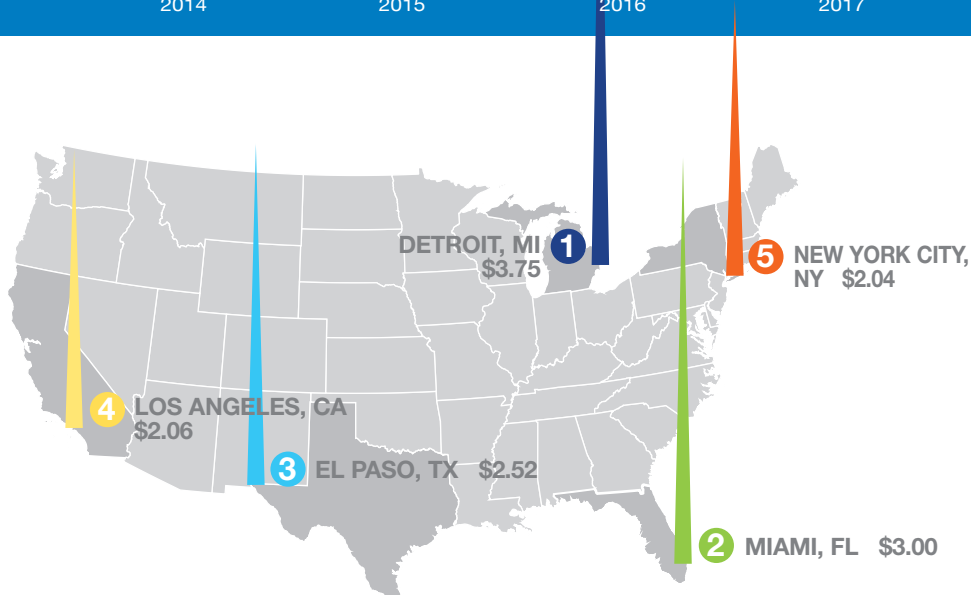 2014 2015 2016 2017
DETROIT, MI 1
$3.75
5 NEW YORK CITY,
NY $2.04
4 LOS ANGELES, CA
$2.06
3 EL PASO, TX $2.52
2 MIAMI, FL $3.00